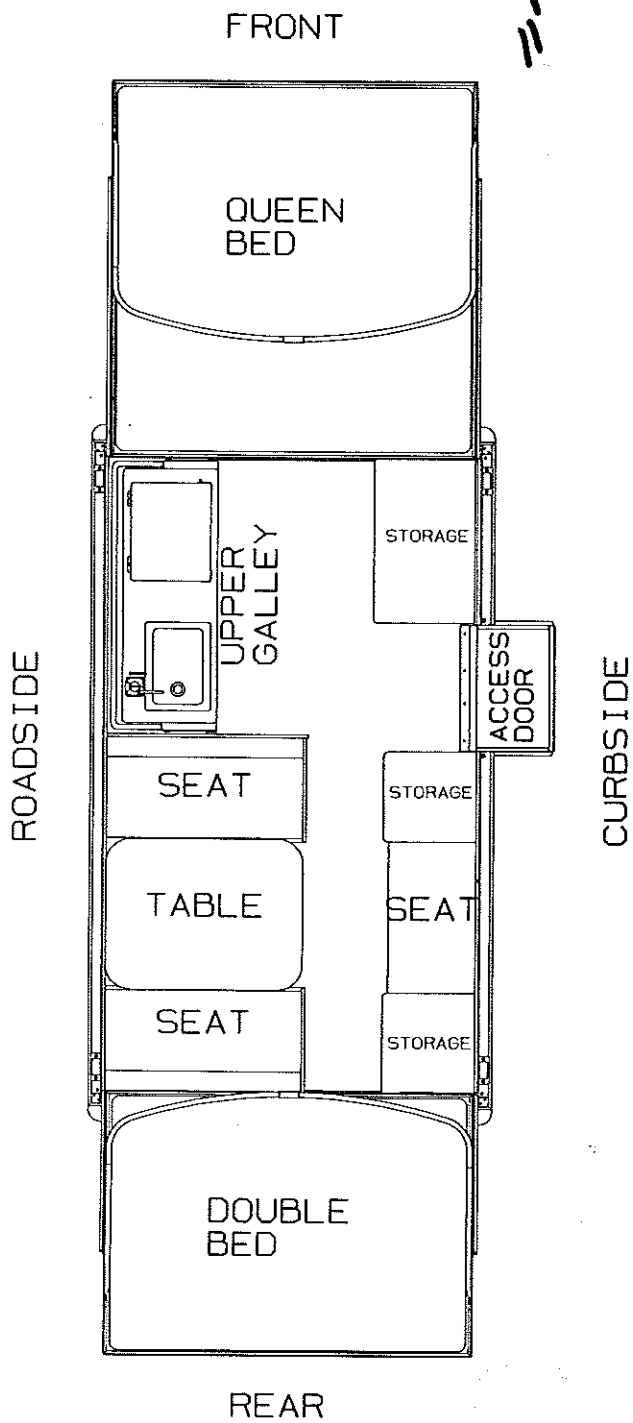 FRONT
QUEEN
BED
STORAGE
UPPER
GALLEY
ACCESS
DOOR
ROADSIDE
CURBSIDE
SEAT
STORAGE
TABLE
SEAT
SEAT
STORAGE
DOUBLE
BED
REAR